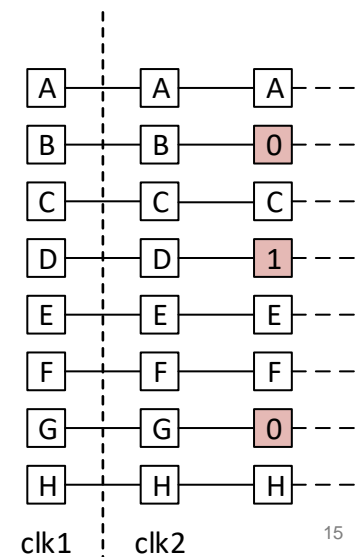 A A A
B B 0
C C C
D D 1
E E E
F F F
G G 0
H H H
clk1 clk2 15